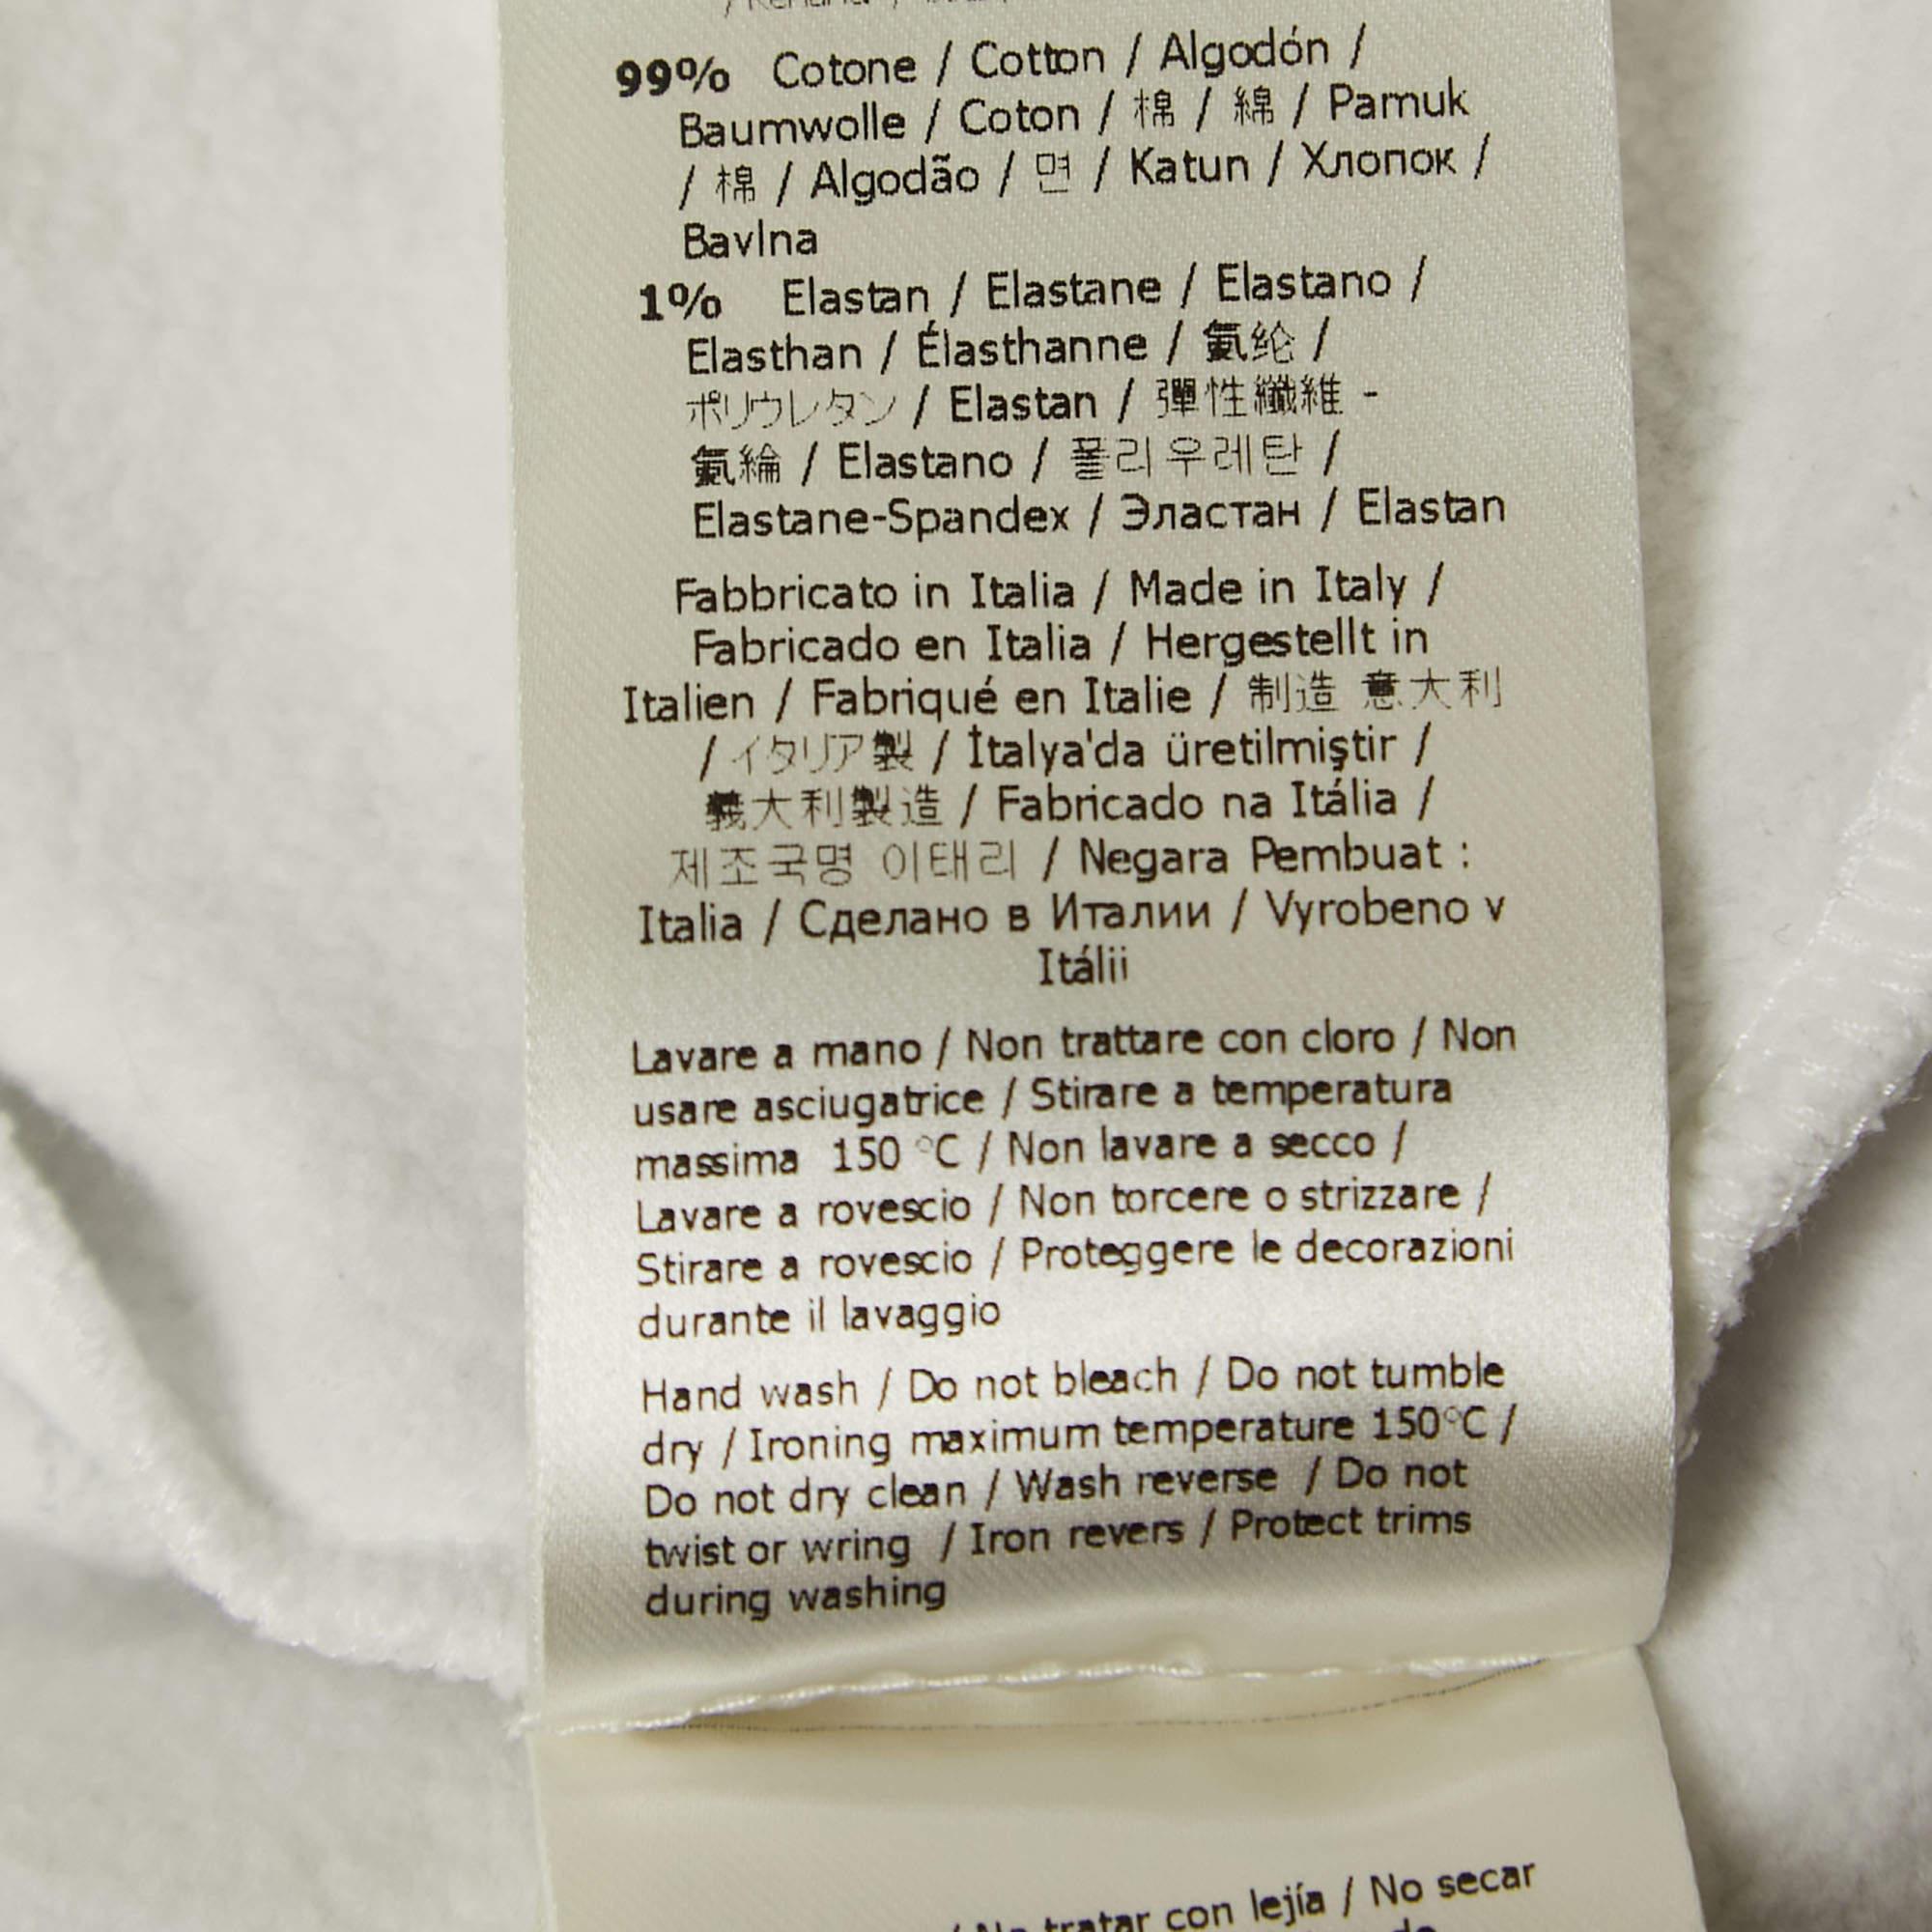 99% Cotone / Cotton / Algodón /
Baumwolle / Coton / 棉 / 綿 / Pamuk
/ 棉 / Algodão / 면 / Katun / Хлопок /
Bavlna
1% Elastan / Elastane / Elastano /
Elasthan / Élasthanne / 氨纶 /
ポリウレタン / Elastan / 彈性纖維 -
氨綸 / Elastano / 폴리우레탄 /
Elastane-Spandex / Эластан / Elastan
Fabbricato in Italia / Made in Italy /
Fabricado en Italia / Hergestellt in
Italien / Fabriqué en Italie / 制造 意大利
/ イタリア製 / İtalya'da üretilmiştir /
義大利製造 / Fabricado na Itália /
제조국명 이태리 / Negara Pembuat :
Italia / Сделано в Италии / Vyrobeno v
Itálii
Lavare a mano / Non trattare con cloro / Non
usare asciugatrice / Stirare a temperatura
massima 150 °C / Non lavare a secco /
Lavare a rovescio / Non torcere o strizzare /
Stirare a rovescio / Proteggere le decorazioni
durante il lavaggio
Hand wash / Do not bleach / Do not tumble
dry / Ironing maximum temperature 150°C /
Do not dry clean / Wash reverse / Do not
twist or wring / Iron revers / Protect trims
during washing
/ No tratar con lejía / No secar